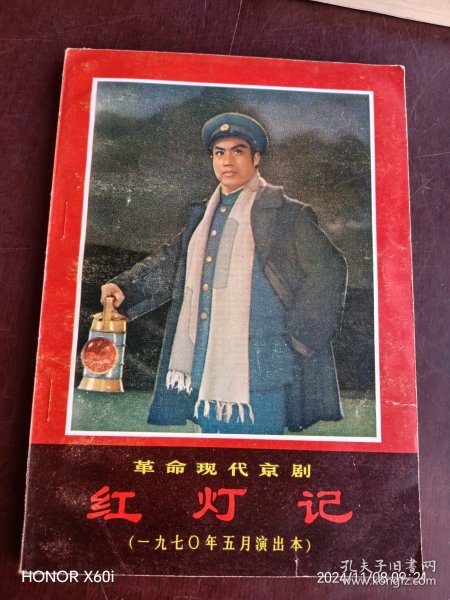 革命现代京剧
红灯记
(一九七〇年五月演出本)
孔夫子旧书网
HONOR X60i
2024/11/08 09:21